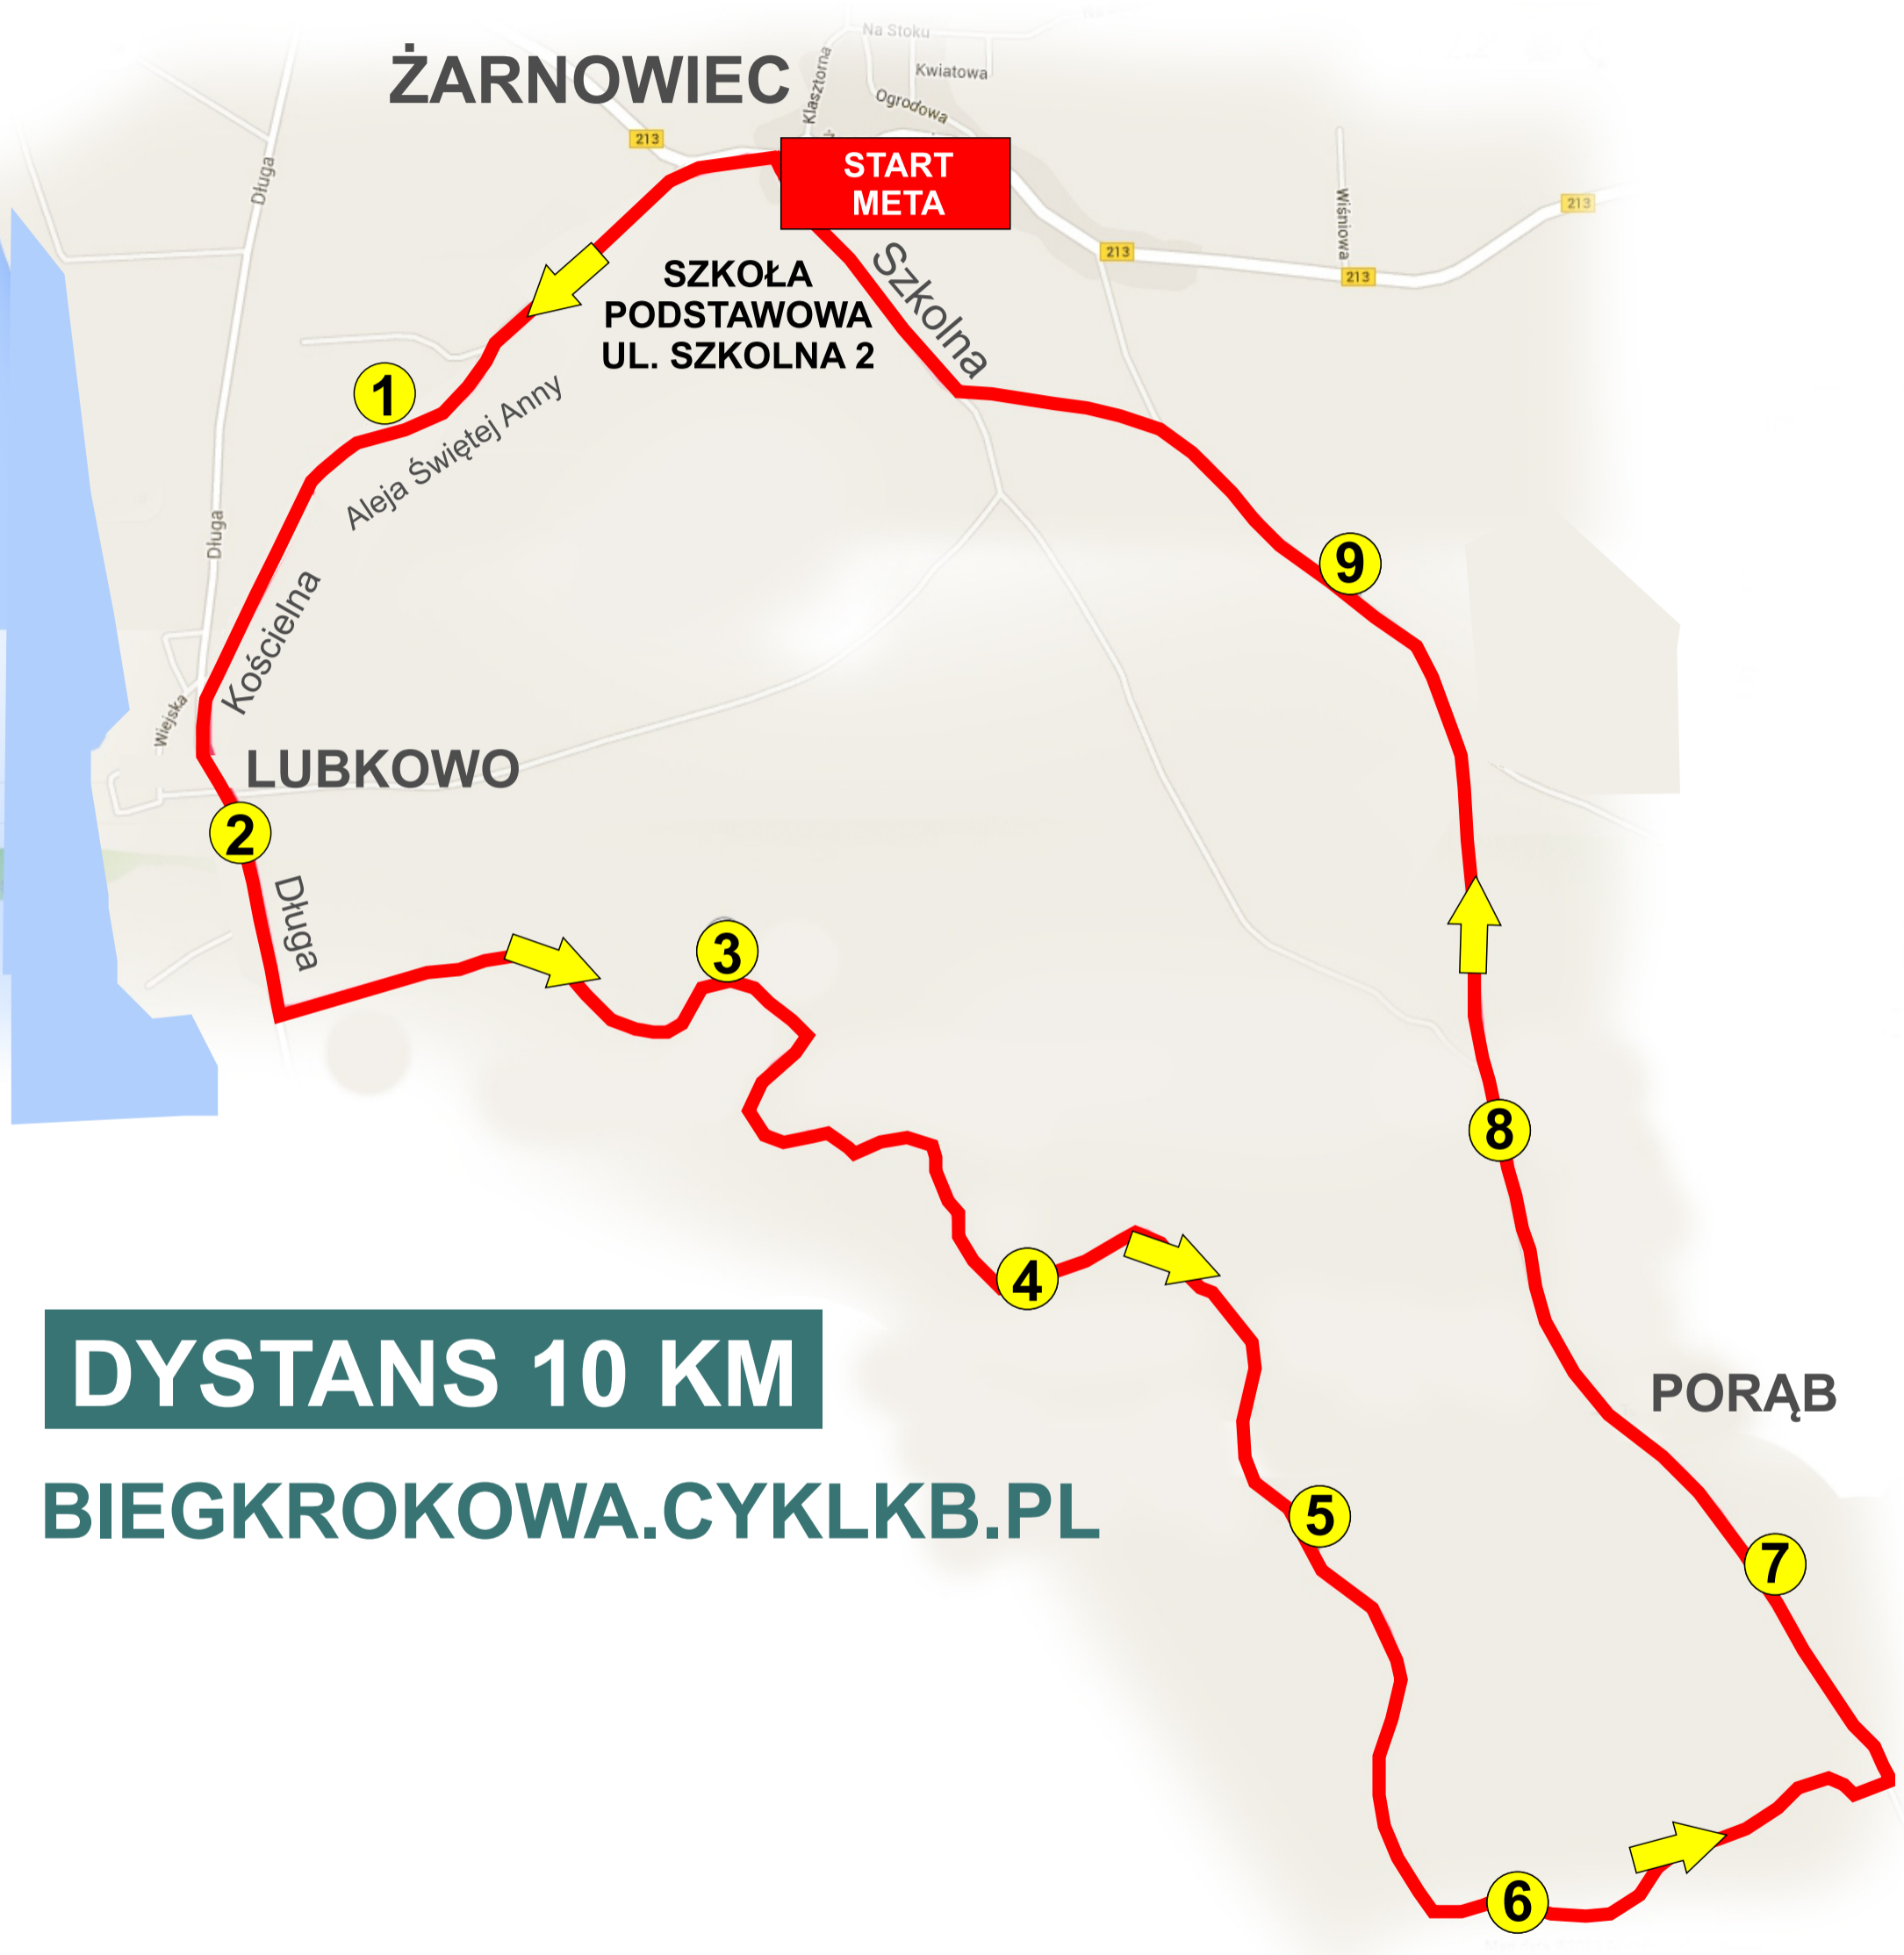 Na Stoku
ŻARNOWIEC
Klasztorna
Kwiatowa
Ogrodowa
213
START
META
Długa
Wiśniowa
213
213
213
Szkolna
SZKOŁA
PODSTAWOWA
UL. SZKOLNA 2
1
Aleja Świętej Anny
Długa
9
Kościelna
Wiejska
LUBKOWO
2
Długa
3
8
4
DYSTANS 10 KM
PORĄB
BIEGKROKOWA.CYKLKB.PL
5
7
6